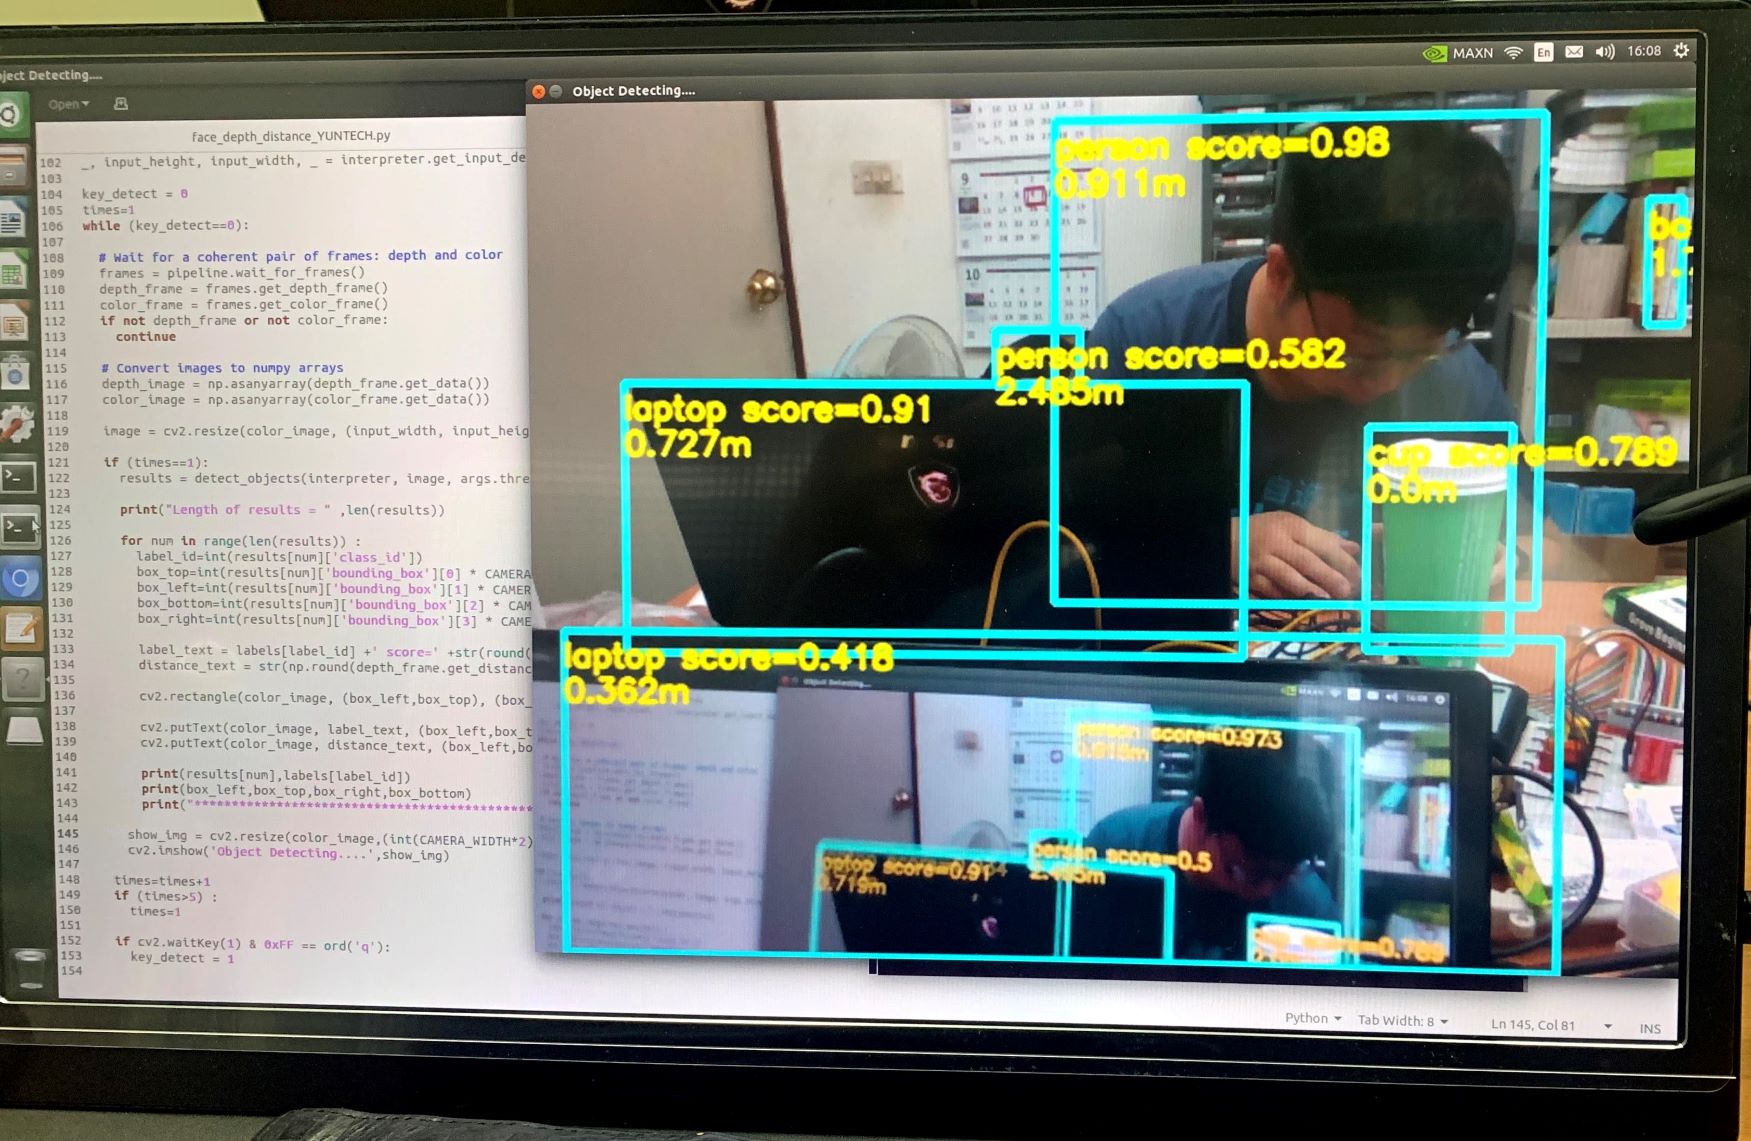 MAXN
En
16:08
ject Detecting....
Open
Object Detecting....
face_depth_distance_YUNTECH.py
102 _, input_height, input_width, _ = interpreter.get_input_de
103
104 key_detect = 0
105 times=1
106 while (key_detect==0):
107
108 # Wait for a coherent pair of frames: depth and color
109 frames = pipeline.wait_for_frames()
110 depth_frame = frames.get_depth_frame()
111 color_frame = frames.get_color_frame()
112 if not depth_frame or not color_frame:
113 continue
114
115 # Convert images to numpy arrays
116 depth_image = np.asanyarray(depth_frame.get_data())
117 color_image = np.asanyarray(color_frame.get_data())
118
119 image = cv2.resize(color_image, (input_width, input_heig
120
121 if (times==1):
122 results = detect_objects(interpreter, image, args.thre
123
124 print("Length of results = " ,len(results))
125
126 for num in range(len(results)) :
127 label_id=int(results[num]['class_id'])
128 box_top=int(results[num]['bounding_box'][0] * CAMERA
129 box_left=int(results[num]['bounding_box'][1] * CAMER
130 box_bottom=int(results[num]['bounding_box'][2] * CAM
131 box_right=int(results[num]['bounding_box'][3] * CAME
132
133 label_text = labels[label_id] +' score=' +str(round(
134 distance_text = str(np.round(depth_frame.get_distanc
135
136 cv2.rectangle(color_image, (box_left,box_top), (box_
137
138 cv2.putText(color_image, label_text, (box_left,box_t
139 cv2.putText(color_image, distance_text, (box_left,bo
140
141 print(results[num],labels[label_id])
142 print(box_left,box_top,box_right,box_bottom)
143 print("**********************************************
144
145 show_img = cv2.resize(color_image,(int(CAMERA_WIDTH*2)
146 cv2.imshow('Object Detecting....',show_img)
147
148 times=times+1
149 if (times>5) :
150 times=1
151
152 if cv2.waitKey(1) & 0xFF == ord('q'):
153 key_detect = 1
154
person score=0.98
0.911m
9
10
bo
1.
person score=0.582
2.485m
laptop score=0.91
0.727m
cup score=0.789
0.0m
Grove Beginner
laptop score=0.418
0.362m
Object Detecting....
16:08
person score=0.973
person score=0.5
laptop score=0.91
0.719m
score=0.789
Python
Tab Width: 8
Ln 145, Col 81
INS